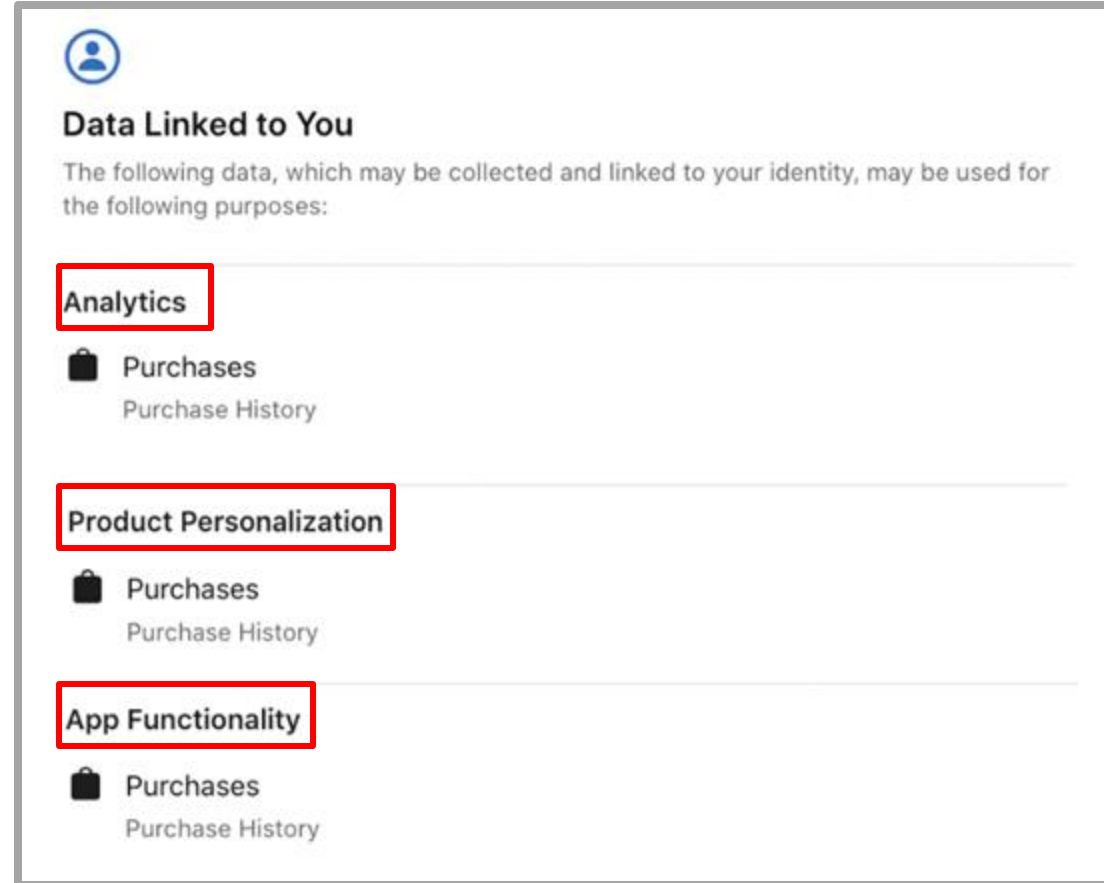 Data Linked to You
The following data, which may be collected and linked to your identity, may be used for
the following purposes:
Analytics
Purchases
Purchase History
Product Personalization
Purchases
Purchase History
App Functionality
Purchases
Purchase History